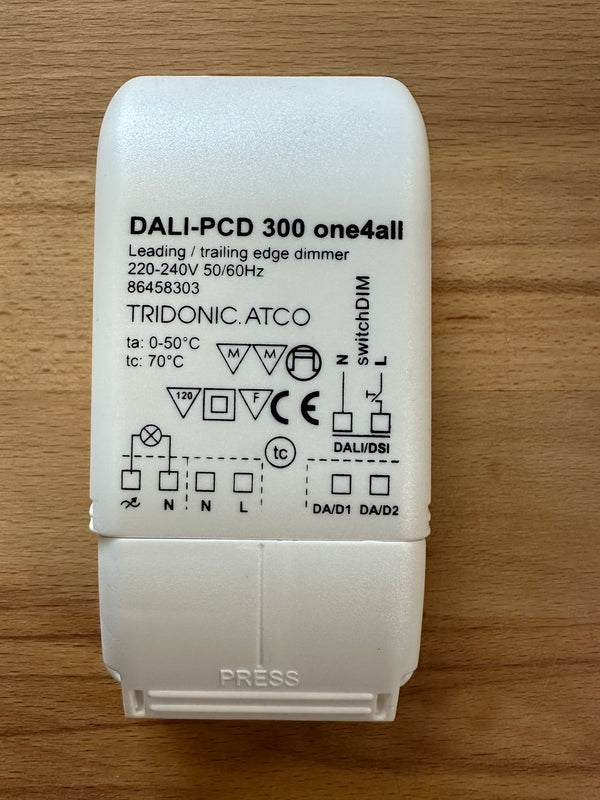 DALI-PCD 300 one4all
Leading / trailing edge dimmer
220-240V 50/60Hz
86458303
TRIDONIC.ATCO
ta: 0-50°C
tc: 70°C
M M
switchDIM
N L
120 F CE
DALI/DSI
tc
N N L
DA/D1 DA/D2
PRESS